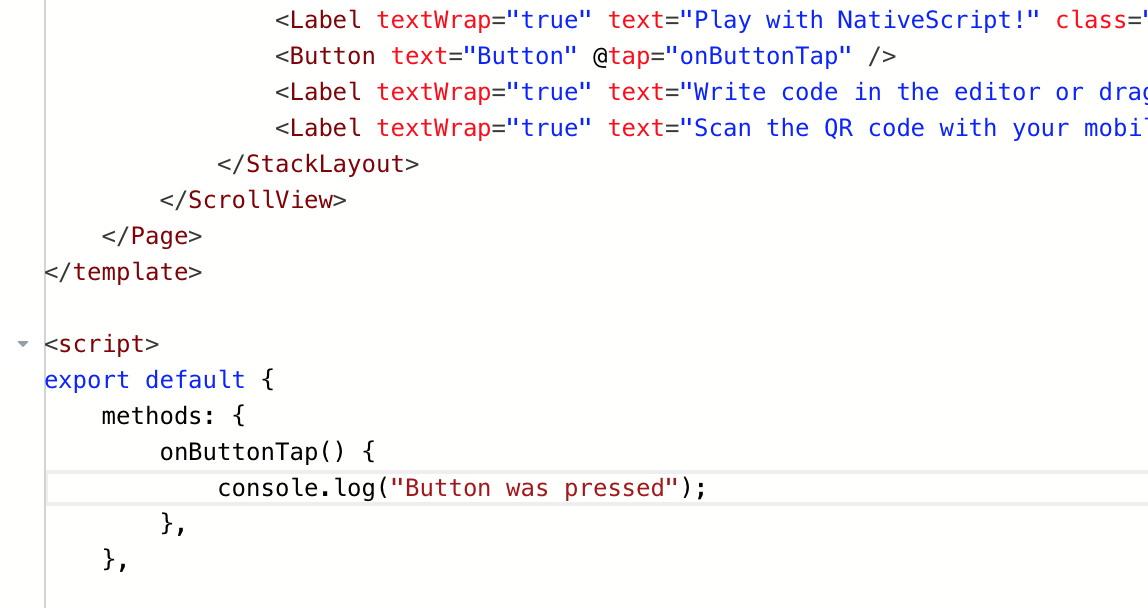 <Label textWrap="true" text="Play with NativeScript!" class="
<Button text="Button" @tap="onButtonTap" />
<Label textWrap="true" text="Write code in the editor or drag
<Label textWrap="true" text="Scan the QR code with your mobil
</StackLayout>
</ScrollView>
</Page>
</template>
<script>
export default {
methods: {
onButtonTap() {
console.log("Button was pressed");
},
},